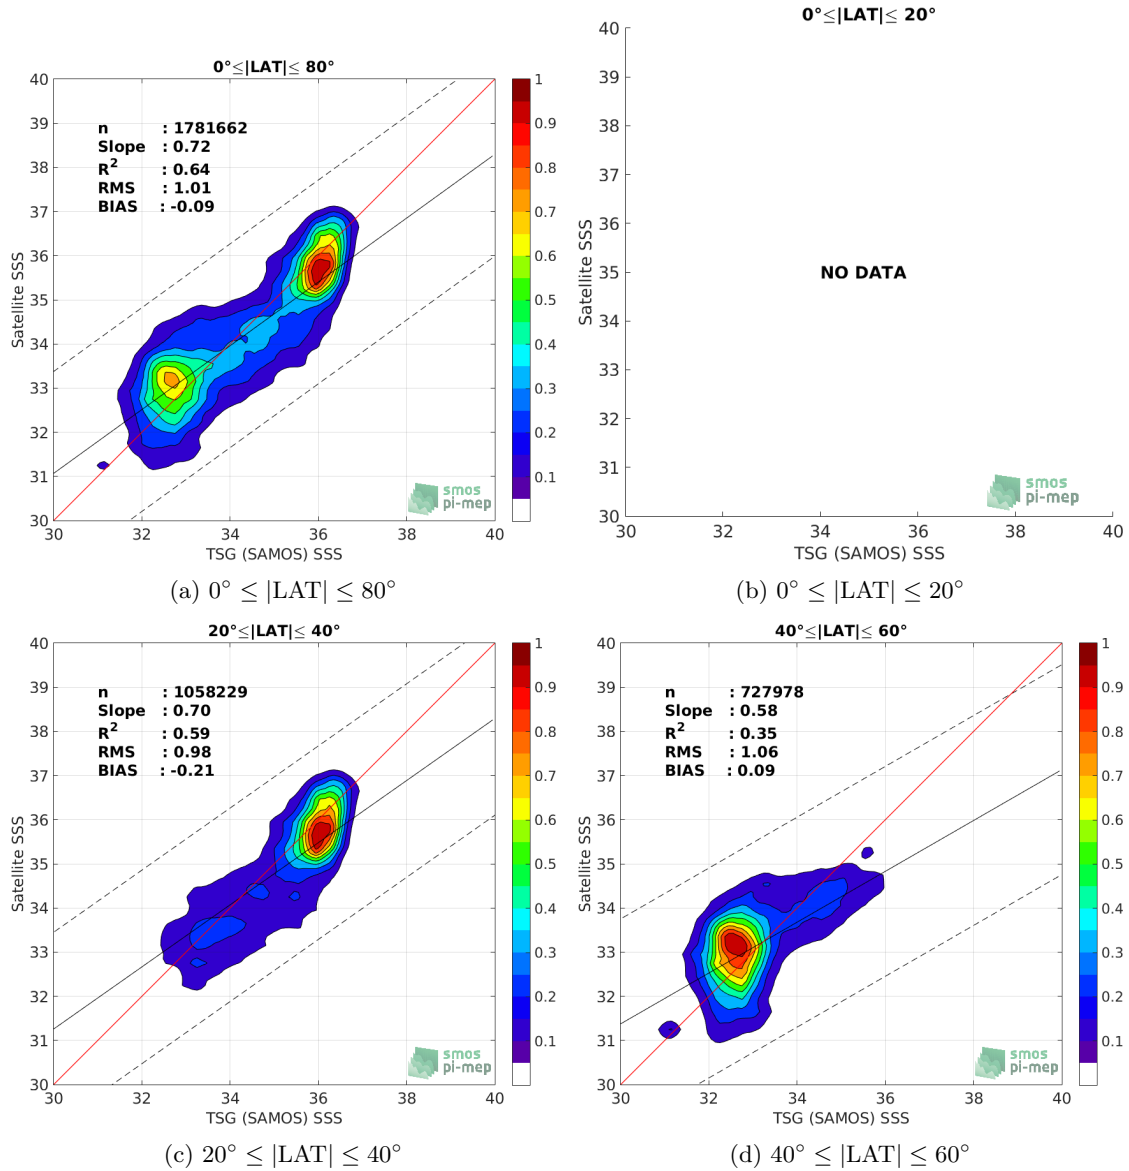 0°≤|LAT|≤ 80°
n : 1781662
Slope : 0.72
R² : 0.64
RMS : 1.01
BIAS : -0.09
40
39
38
37
36
35
34
33
32
31
30
Satellite SSS
30 32 34 36 38 40
TSG (SAMOS) SSS
1
0.9
0.8
0.7
0.6
0.5
0.4
0.3
0.2
0.1
smos
pi-mep
(a) 0° ≤ |LAT| ≤ 80°
0°≤|LAT|≤ 20°
40
39
38
37
36
35
34
33
32
31
30
Satellite SSS
NO DATA
smos
pi-mep
30 32 34 36 38 40
TSG (SAMOS) SSS
(b) 0° ≤ |LAT| ≤ 20°
20°≤|LAT|≤ 40°
n : 1058229
Slope : 0.70
R² : 0.59
RMS : 0.98
BIAS : -0.21
40
39
38
37
36
35
34
33
32
31
30
Satellite SSS
30 32 34 36 38 40
TSG (SAMOS) SSS
1
0.9
0.8
0.7
0.6
0.5
0.4
0.3
0.2
0.1
smos
pi-mep
(c) 20° ≤ |LAT| ≤ 40°
40°≤|LAT|≤ 60°
n : 727978
Slope : 0.58
R² : 0.35
RMS : 1.06
BIAS : 0.09
40
39
38
37
36
35
34
33
32
31
30
Satellite SSS
30 32 34 36 38 40
TSG (SAMOS) SSS
1
0.9
0.8
0.7
0.6
0.5
0.4
0.3
0.2
0.1
smos
pi-mep
(d) 40° ≤ |LAT| ≤ 60°